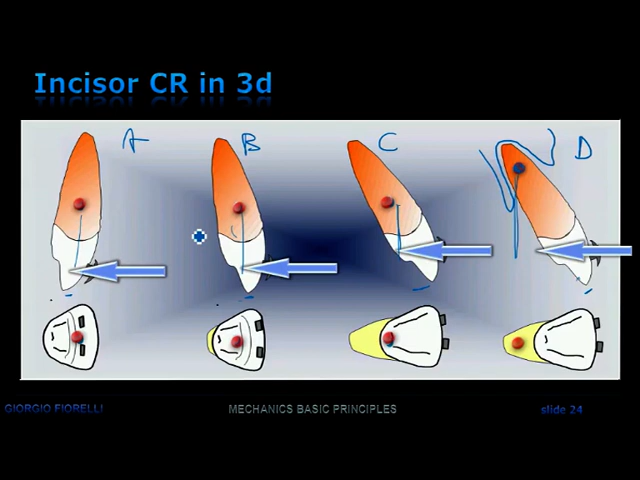 Incisor CR in 3d
A B C D
GIORGIO FIORELLI MECHANICS BASIC PRINCIPLES slide 24